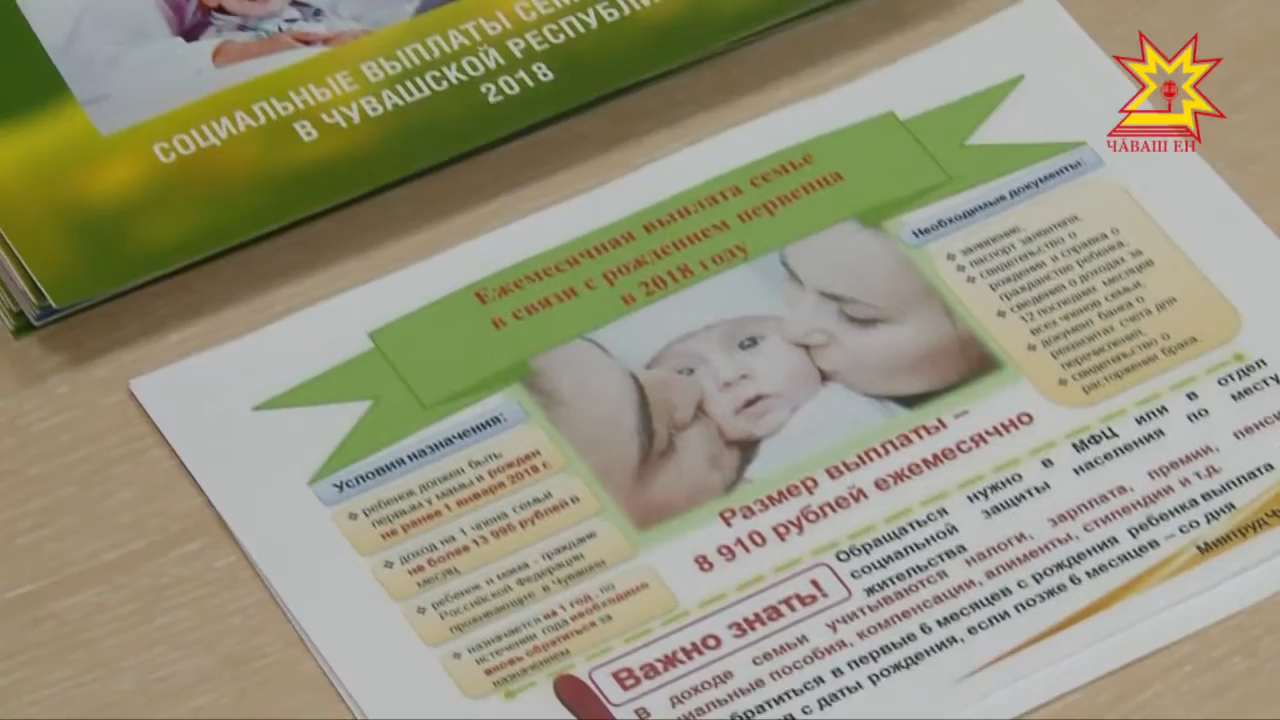 СОЦИАЛЬНЫЕ ВЫПЛАТЫ
В ЧУВАШСКОЙ РЕСПУБЛИ
2018
ЧӐВАШ ЕН
Ежемесячная выплата семье
в связи с рождением первенца
в 2018 году
Необходимые документы:
❖ заявление,
❖ паспорт заявителя,
❖ свидетельство о
рождении и справка о
гражданстве ребенка,
❖ сведения о доходах за
12 последних месяцев
всех членов семьи,
❖ документ банка о
реквизитах счета для
перечисления,
❖ свидетельство о
расторжении брака.
Условия назначения:
❖ ребенок должен быть
первым у мамы и рожден
не ранее 1 января 2018 г.
❖ доход на 1 члена семьи
не более 13 996 рублей в
месяц
❖ ребенок и мама - граждане
Российской Федерации
проживающие в Чувашии
❖ назначается на 1 год, по
истечении года необходимо
вновь обратиться за
назначением
Размер выплаты –
8 910 рублей ежемесячно
Важно знать!
Обращаться нужно в МФЦ или в отдел
социальной защиты населения по месту
жительства
В доходе семьи учитываются налоги, зарплата, премии, пенси
циальные пособия, компенсации, алименты, стипендии и т.д.
братиться в первые 6 месяцев с рождения ребенка выплата
с даты рождения, если позже 6 месяцев – со дня
Минтруд Ч